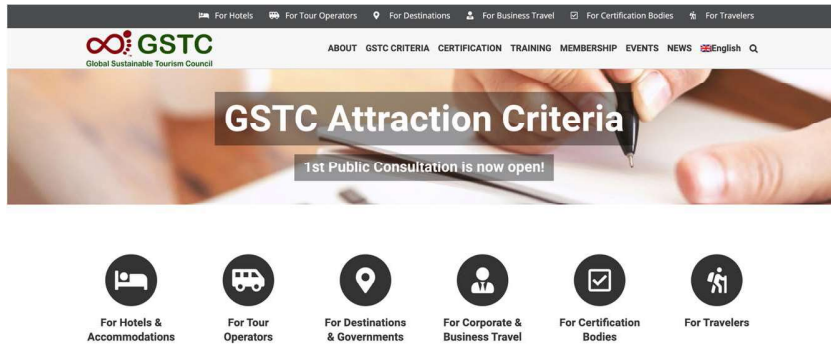 For Hotels For Tour Operators For Destinations For Business Travel For Certification Bodies For Travelers
GSTC
Global Sustainable Tourism Council
ABOUT GSTC CRITERIA CERTIFICATION TRAINING MEMBERSHIP EVENTS NEWS English
GSTC Attraction Criteria
1st Public Consultation is now open!
For Hotels &
Accommodations
For Tour
Operators
For Destinations
& Governments
For Corporate &
Business Travel
For Certification
Bodies
For Travelers